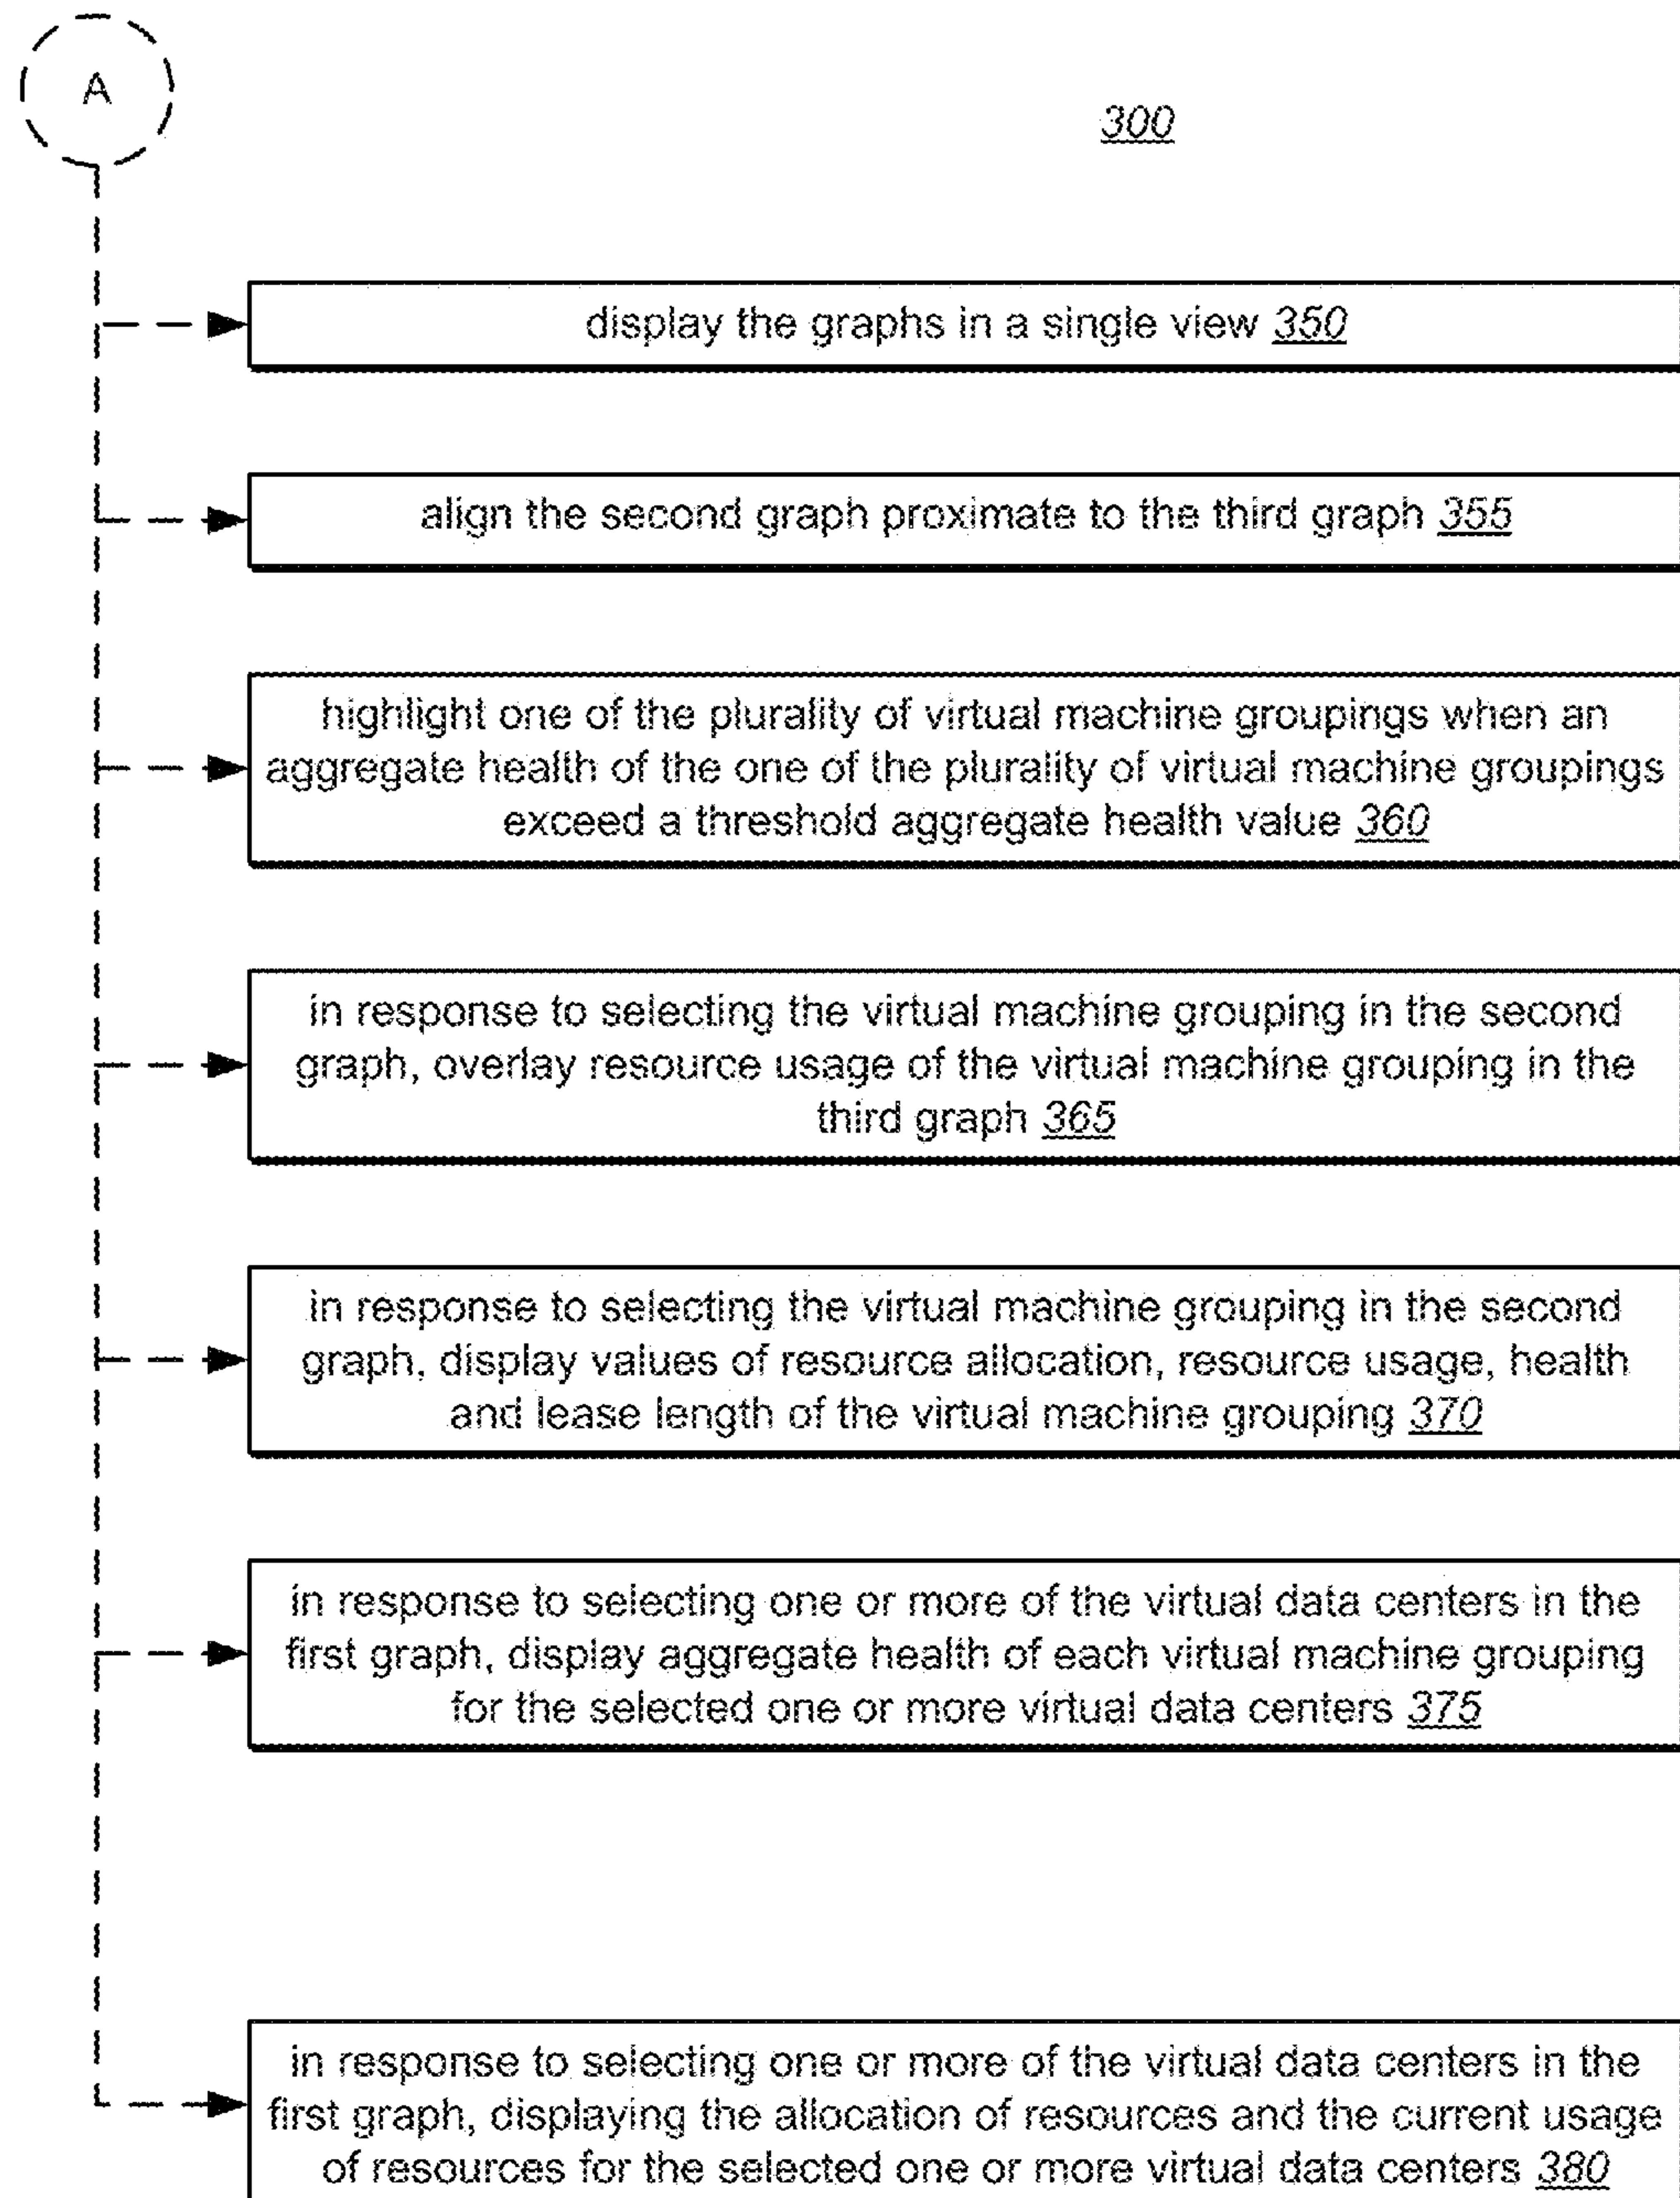 A
300
display the graphs in a single view 350
align the second graph proximate to the third graph 355
highlight one of the plurality of virtual machine groupings when an
aggregate health of the one of the plurality of virtual machine groupings
exceed a threshold aggregate health value 360
in response to selecting the virtual machine grouping in the second
graph, overlay resource usage of the virtual machine grouping in the
third graph 365
in response to selecting the virtual machine grouping in the second
graph, display values of resource allocation, resource usage, health
and lease length of the virtual machine grouping 370
in response to selecting one or more of the virtual data centers in the
first graph, display aggregate health of each virtual machine grouping
for the selected one or more virtual data centers 375
in response to selecting one or more of the virtual data centers in the
first graph, displaying the allocation of resources and the current usage
of resources for the selected one or more virtual data centers 380